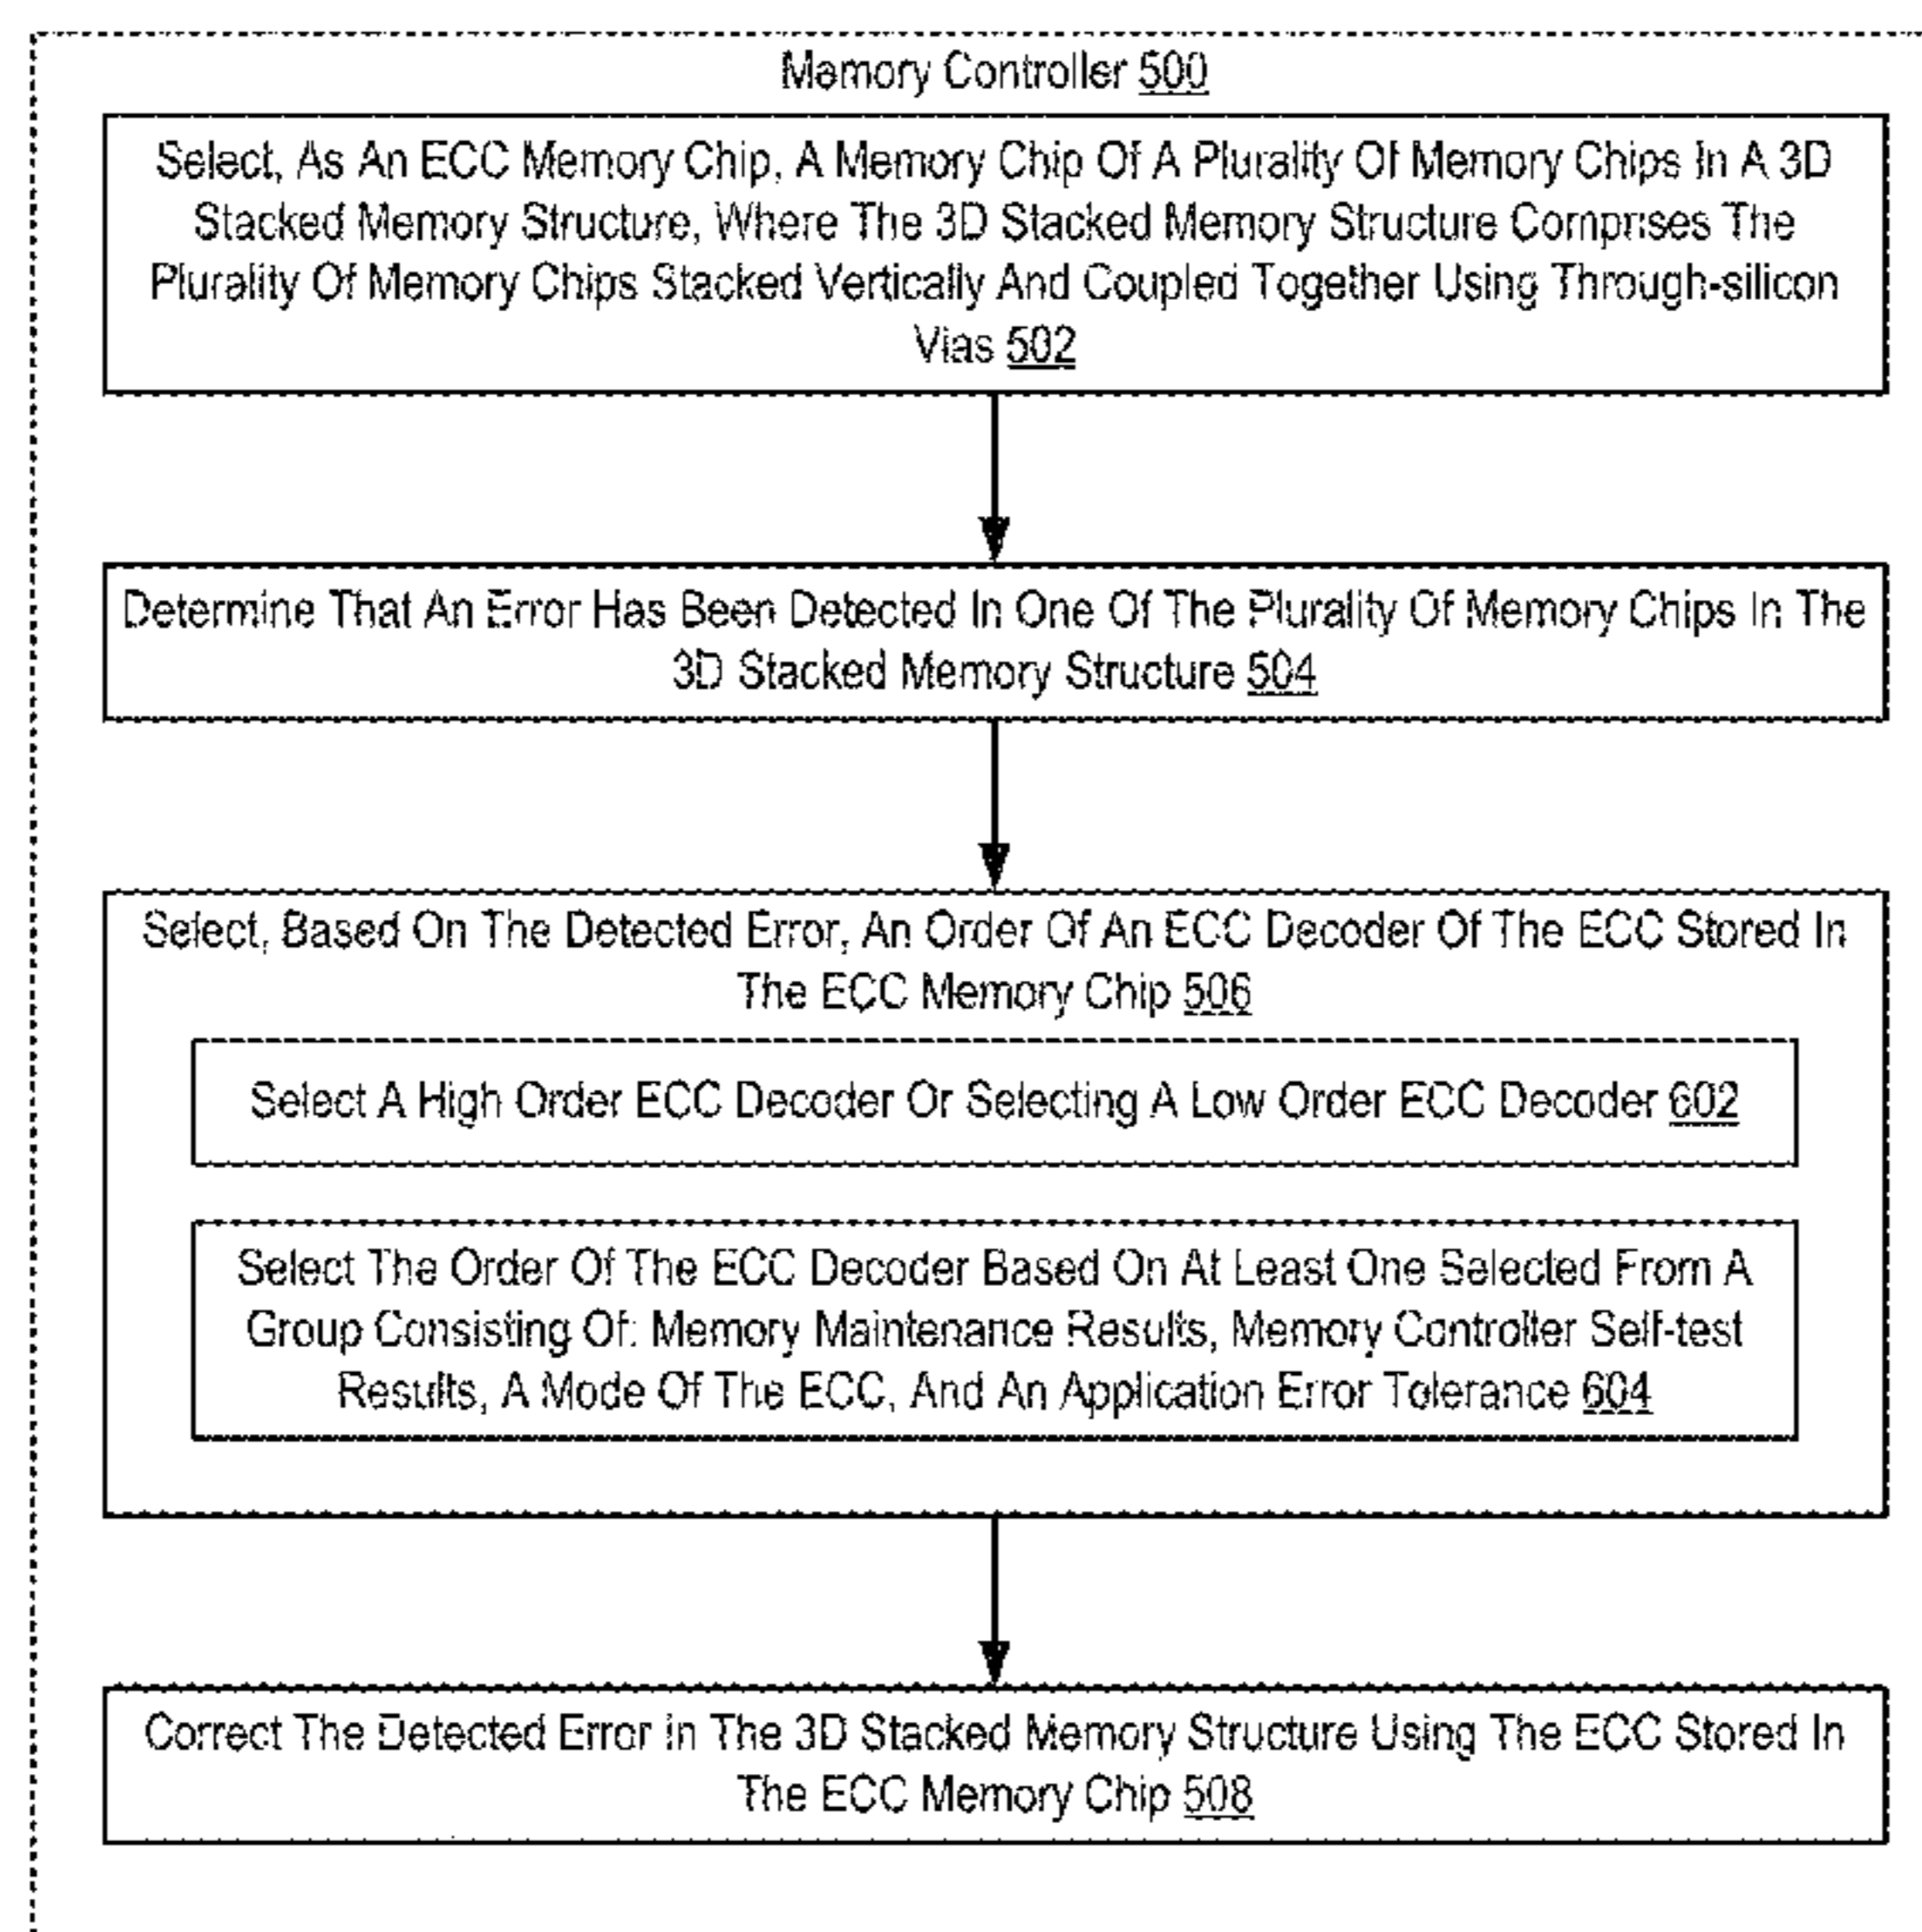 Memory Controller 500
Select, As An ECC Memory Chip, A Memory Chip Of A Plurality Of Memory Chips In A 3D
Stacked Memory Structure, Where The 3D Stacked Memory Structure Comprises The
Plurality Of Memory Chips Stacked Vertically And Coupled Together Using Through-silicon
Vias 502
Determine That An Error Has Been Detected In One Of The Plurality Of Memory Chips In The
3D Stacked Memory Structure 504
Select, Based On The Detected Error, An Order Of An ECC Decoder Of The ECC Stored In
The ECC Memory Chip 506
Select A High Order ECC Decoder Or Selecting A Low Order ECC Decoder 602
Select The Order Of The ECC Decoder Based On At Least One Selected From A
Group Consisting Of: Memory Maintenance Results, Memory Controller Self-test
Results, A Mode Of The ECC, And An Application Error Tolerance 604
Correct The Detected Error In The 3D Stacked Memory Structure Using The ECC Stored In
The ECC Memory Chip 508